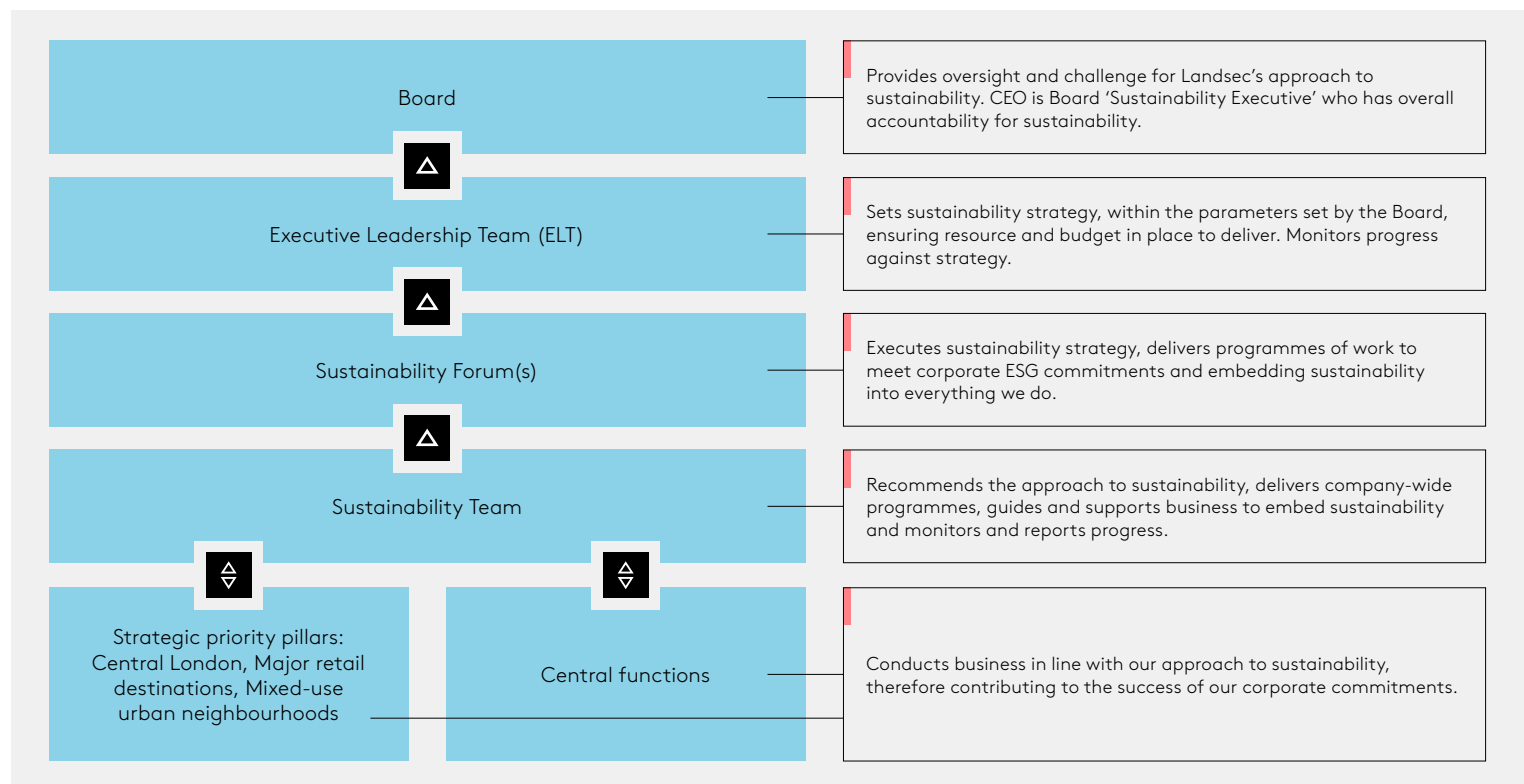 Board
Provides oversight and challenge for Landsec’s approach to
sustainability. CEO is Board ‘Sustainability Executive’ who has overall
accountability for sustainability.
Executive Leadership Team (ELT)
Sets sustainability strategy, within the parameters set by the Board,
ensuring resource and budget in place to deliver. Monitors progress
against strategy.
Sustainability Forum(s)
Executes sustainability strategy, delivers programmes of work to
meet corporate ESG commitments and embedding sustainability
into everything we do.
Sustainability Team
Recommends the approach to sustainability, delivers company-wide
programmes, guides and supports business to embed sustainability
and monitors and reports progress.
Strategic priority pillars:
Central London, Major retail
destinations, Mixed-use
urban neighbourhoods
Central functions
Conducts business in line with our approach to sustainability,
therefore contributing to the success of our corporate commitments.